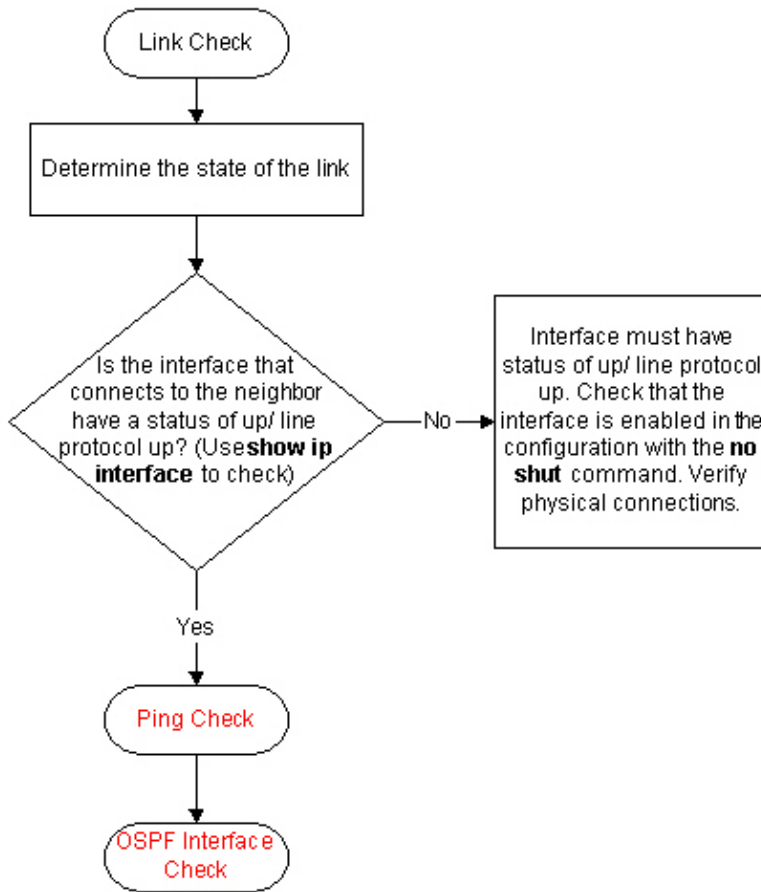 Link Check
Determine the state of the link
Is the interface that
connects to the neighbor
have a status of up/ line
protocol up? (Use show ip
interface to check)
No
Interface must have
status of up/ line protocol
up. Check that the
interface is enabled in the
configuration with the no
shut command. Verify
physical connections.
Yes
Ping Check
OSPF Interface
Check